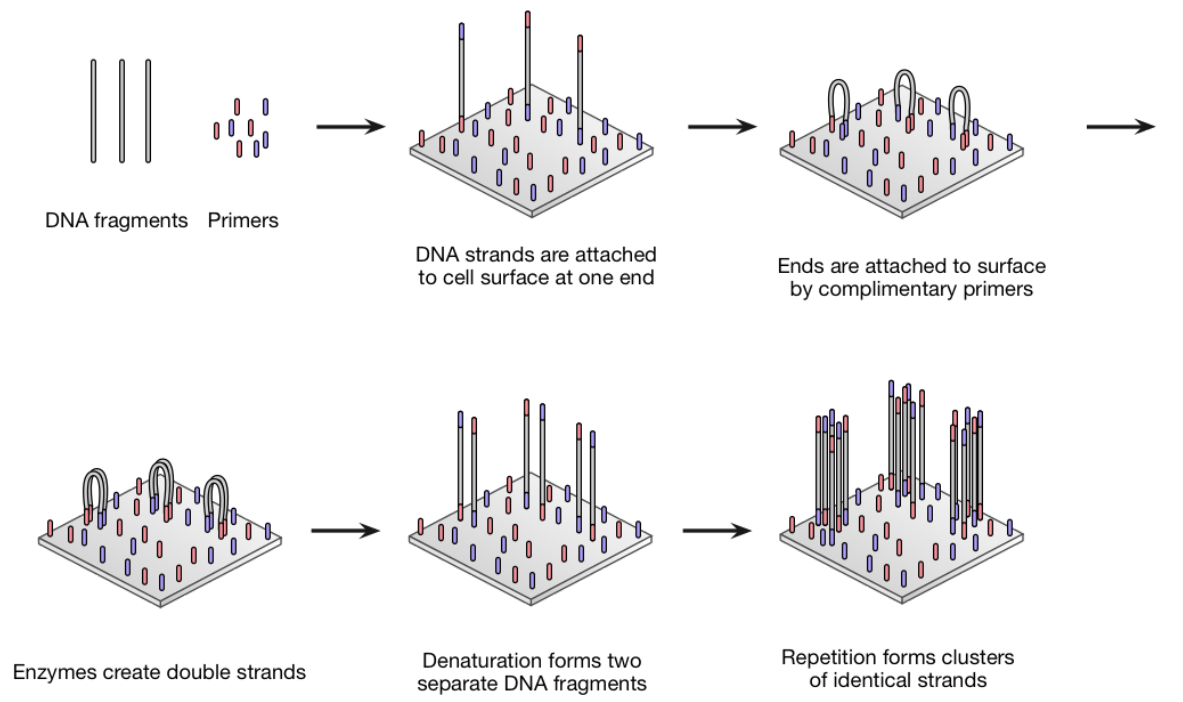 DNA fragments
Primers
DNA strands are attached
to cell surface at one end
Ends are attached to surface
by complimentary primers
Enzymes create double strands
Denaturation forms two
separate DNA fragments
Repetition forms clusters
of identical strands